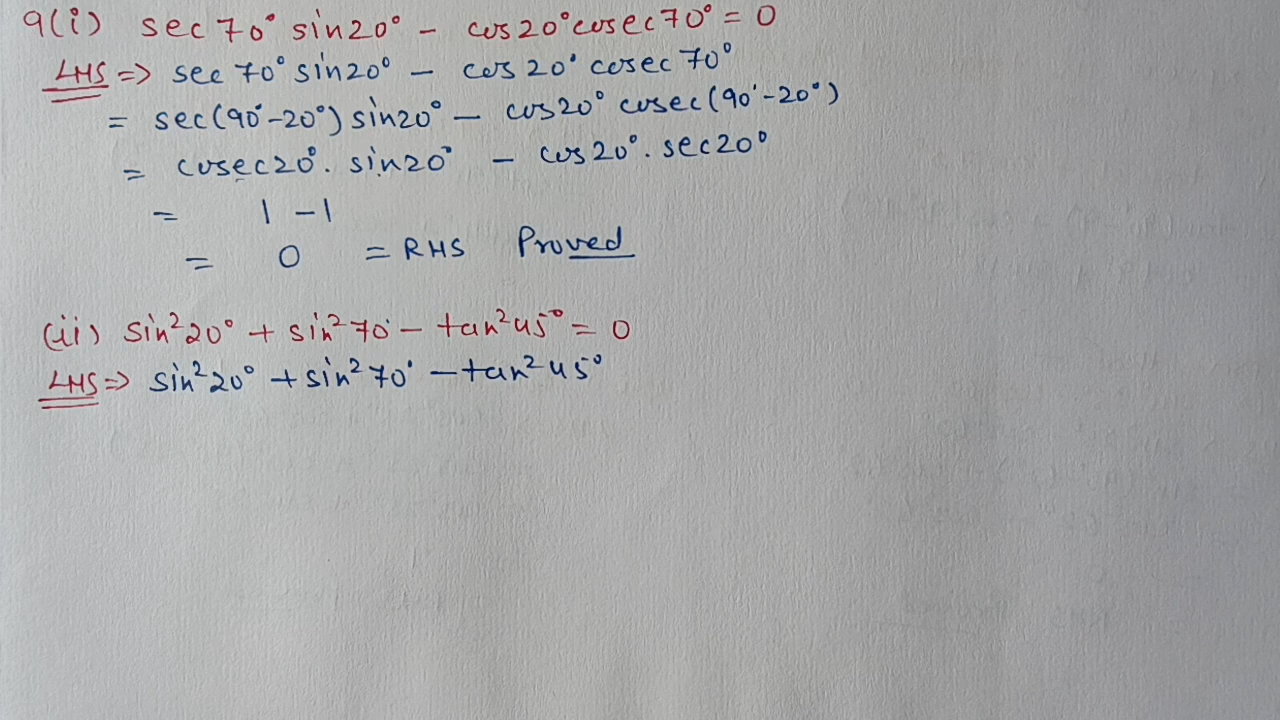 9(i) sec70° sin20° - cos20°cosec70° = 0
LHS => sec70° sin20° - cos20° cosec70°
= sec(90°-20°) sin20° - cos20° cosec(90°-20°)
= cosec20°. sin20° - cos20°. sec20°
= 1 - 1
= 0 = RHS Proved
(ii) sin²20° + sin²70° - tan²45° = 0
LHS => sin²20° + sin²70° - tan²45°